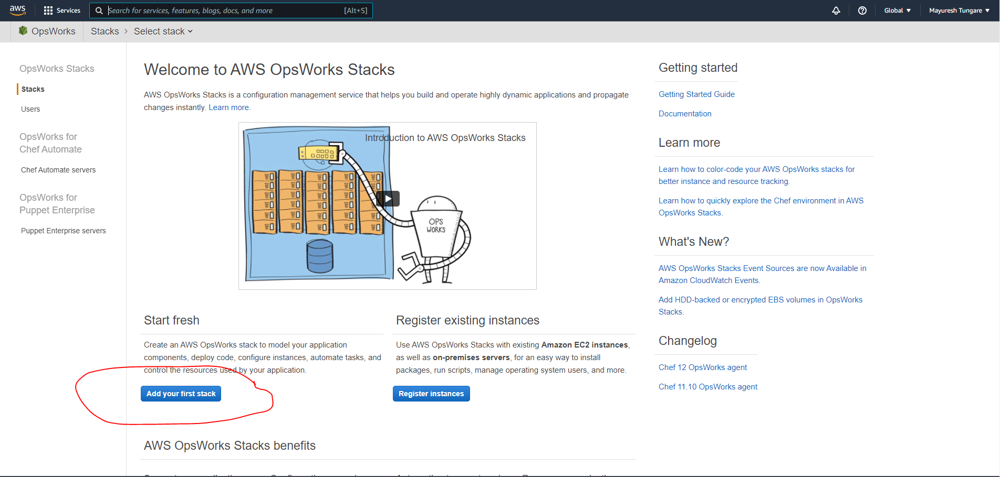 aws
Services
Search for services, features, blogs, docs, and more
[Alt+S]
Global
Mayuresh Tungare
OpsWorks
Stacks
Select stack
OpsWorks Stacks
Stacks
Users
OpsWorks for
Chef Automate
Chef Automate servers
OpsWorks for
Puppet Enterprise
Puppet Enterprise servers
Welcome to AWS OpsWorks Stacks
AWS OpsWorks Stacks is a configuration management service that helps you build and operate highly dynamic applications and propagate
changes instantly. Learn more.
Introduction to AWS OpsWorks Stacks
OPS
WORKS
Start fresh
Create an AWS OpsWorks stack to model your application
components, deploy code, configure instances, automate tasks, and
control the resources used by your application.
Add your first stack
Register existing instances
Use AWS OpsWorks Stacks with existing Amazon EC2 instances,
as well as on-premises servers, for an easy way to install
packages, run scripts, manage operating system users, and more.
Register instances
AWS OpsWorks Stacks benefits
Getting started
Getting Started Guide
Documentation
Learn more
Learn how to color-code your AWS OpsWorks stacks for
better instance and resource tracking.
Learn how to quickly explore the Chef environment in AWS
OpsWorks Stacks.
What's New?
AWS OpsWorks Stacks Event Sources are now Available in
Amazon CloudWatch Events.
Add HDD-backed or encrypted EBS volumes in OpsWorks
Stacks.
Changelog
Chef 12 OpsWorks agent
Chef 11.10 OpsWorks agent